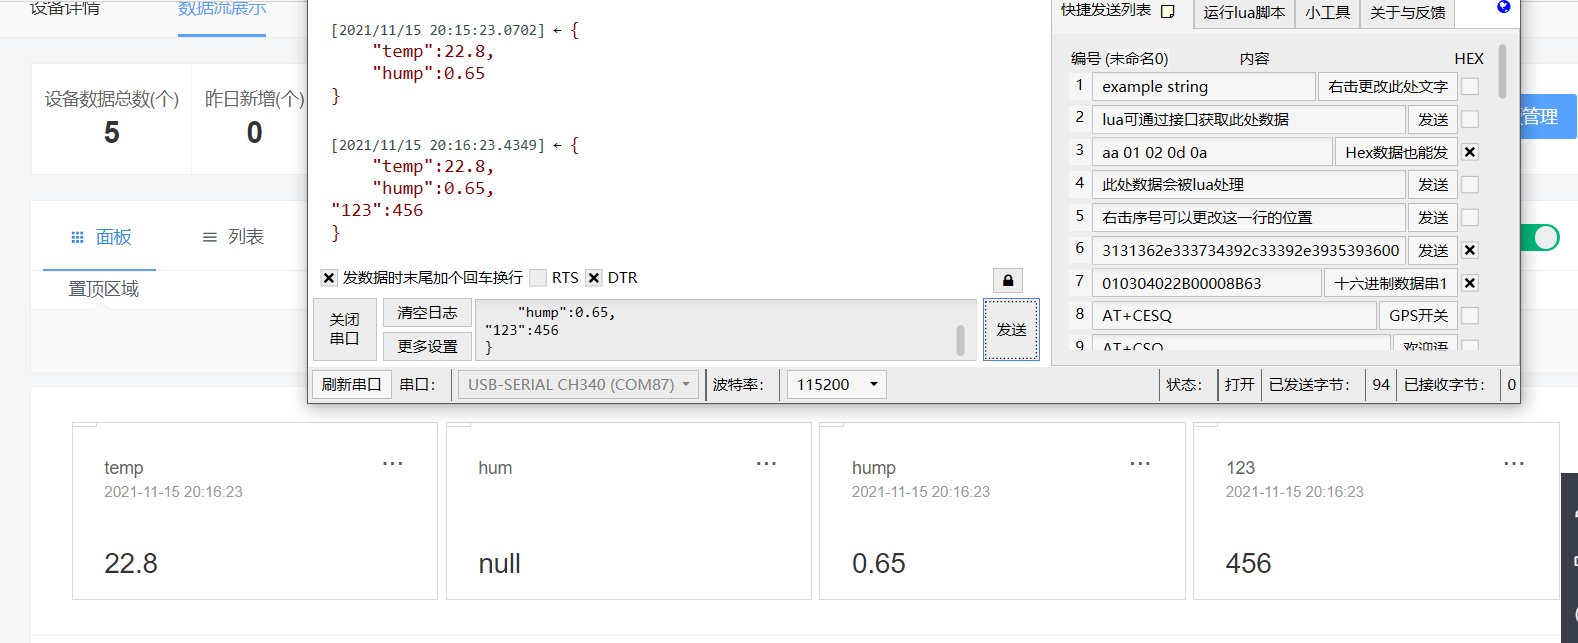 设备详情
数据流展示
设备数据总数(个)
5
昨日新增(个)
0
面板
列表
置顶区域
[2021/11/15 20:15:23.0702] ← {
"temp":22.8,
"hump":0.65
}
[2021/11/15 20:16:23.4349] ← {
"temp":22.8,
"hump":0.65,
"123":456
}
发数据时末尾加个回车换行
RTS
DTR
关闭
串口
清空日志
更多设置
"hump":0.65,
"123":456
}
发送
刷新串口
串口：
USB-SERIAL CH340 (COM87)
波特率：
115200
状态：
打开
已发送字节：
94
已接收字节：
0
快捷发送列表
运行lua脚本
小工具
关于与反馈
编号 (未命名0)
内容
HEX
1
example string
右击更改此处文字
2
lua可通过接口获取此处数据
发送
3
aa 01 02 0d 0a
Hex数据也能发
4
此处数据会被lua处理
发送
5
右击序号可以更改这一行的位置
发送
6
3131362e333734392c33392e3935393600
发送
7
010304022B00008B63
十六进制数据串1
8
AT+CESQ
GPS开关
9
AT+CSQ
欢迎语
管理
temp
2021-11-15 20:16:23
22.8
hum
null
hump
2021-11-15 20:16:23
0.65
123
2021-11-15 20:16:23
456